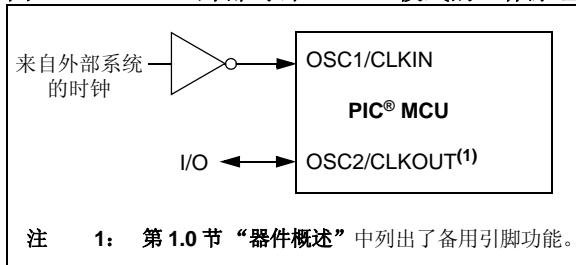 来自外部系统
的时钟
OSC1/CLKIN
PIC® MCU
I/O
OSC2/CLKOUT(1)
注 1: 第 1.0 节 “器件概述”中列出了备用引脚功能。